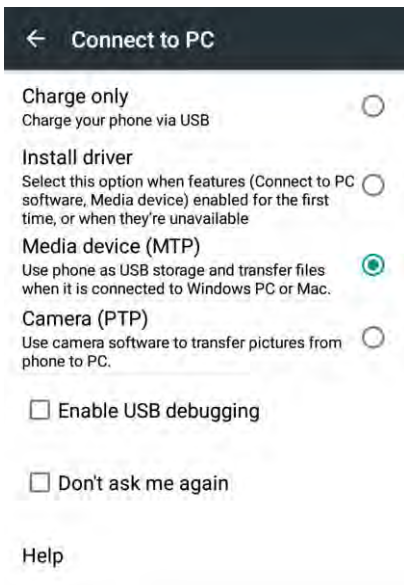 Connect to PC
Charge only
Charge your phone via USB
Install driver
Select this option when features (Connect to PC
software, Media device) enabled for the first
time, or when they're unavailable
Media device (MTP)
Use phone as USB storage and transfer files
when it is connected to Windows PC or Mac.
Camera (PTP)
Use camera software to transfer pictures from
phone to PC.
Enable USB debugging
Don't ask me again
Help